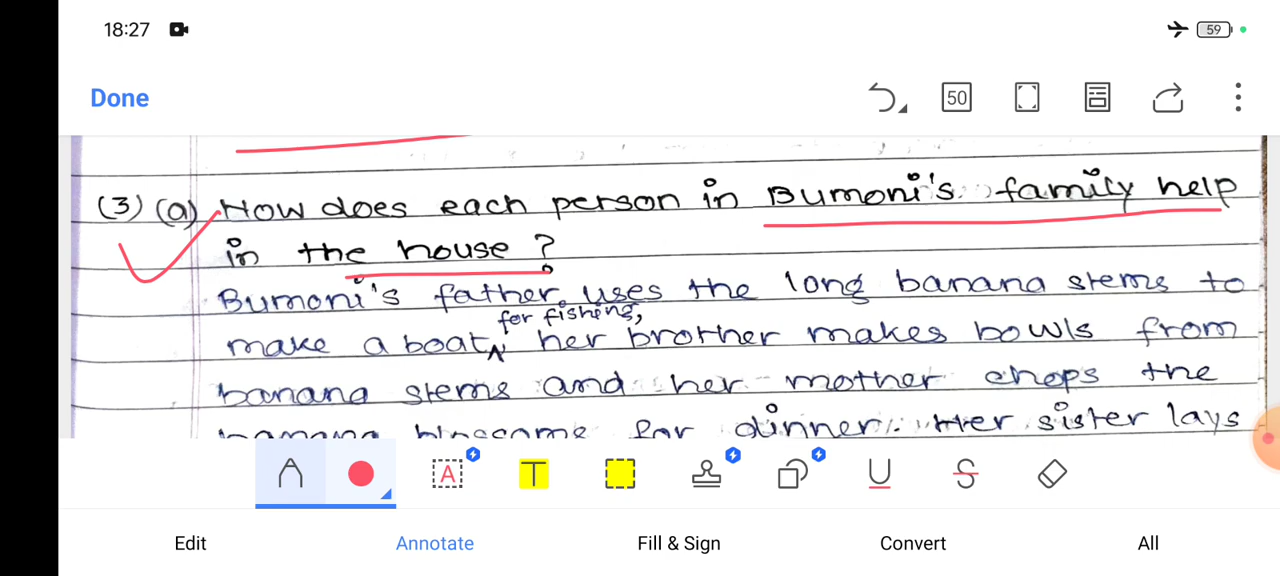 18:27
59
Done
50
(3) (a) How does each person in Bumoni's family help
in the house?
Bumoni's father uses the long banana stems to
for fishing,
make a boat, her brother makes bowls from
banana stems and her mother chops the
banana blossoms for dinner. Her sister lays
A
T
U
S
Edit
Annotate
Fill & Sign
Convert
All